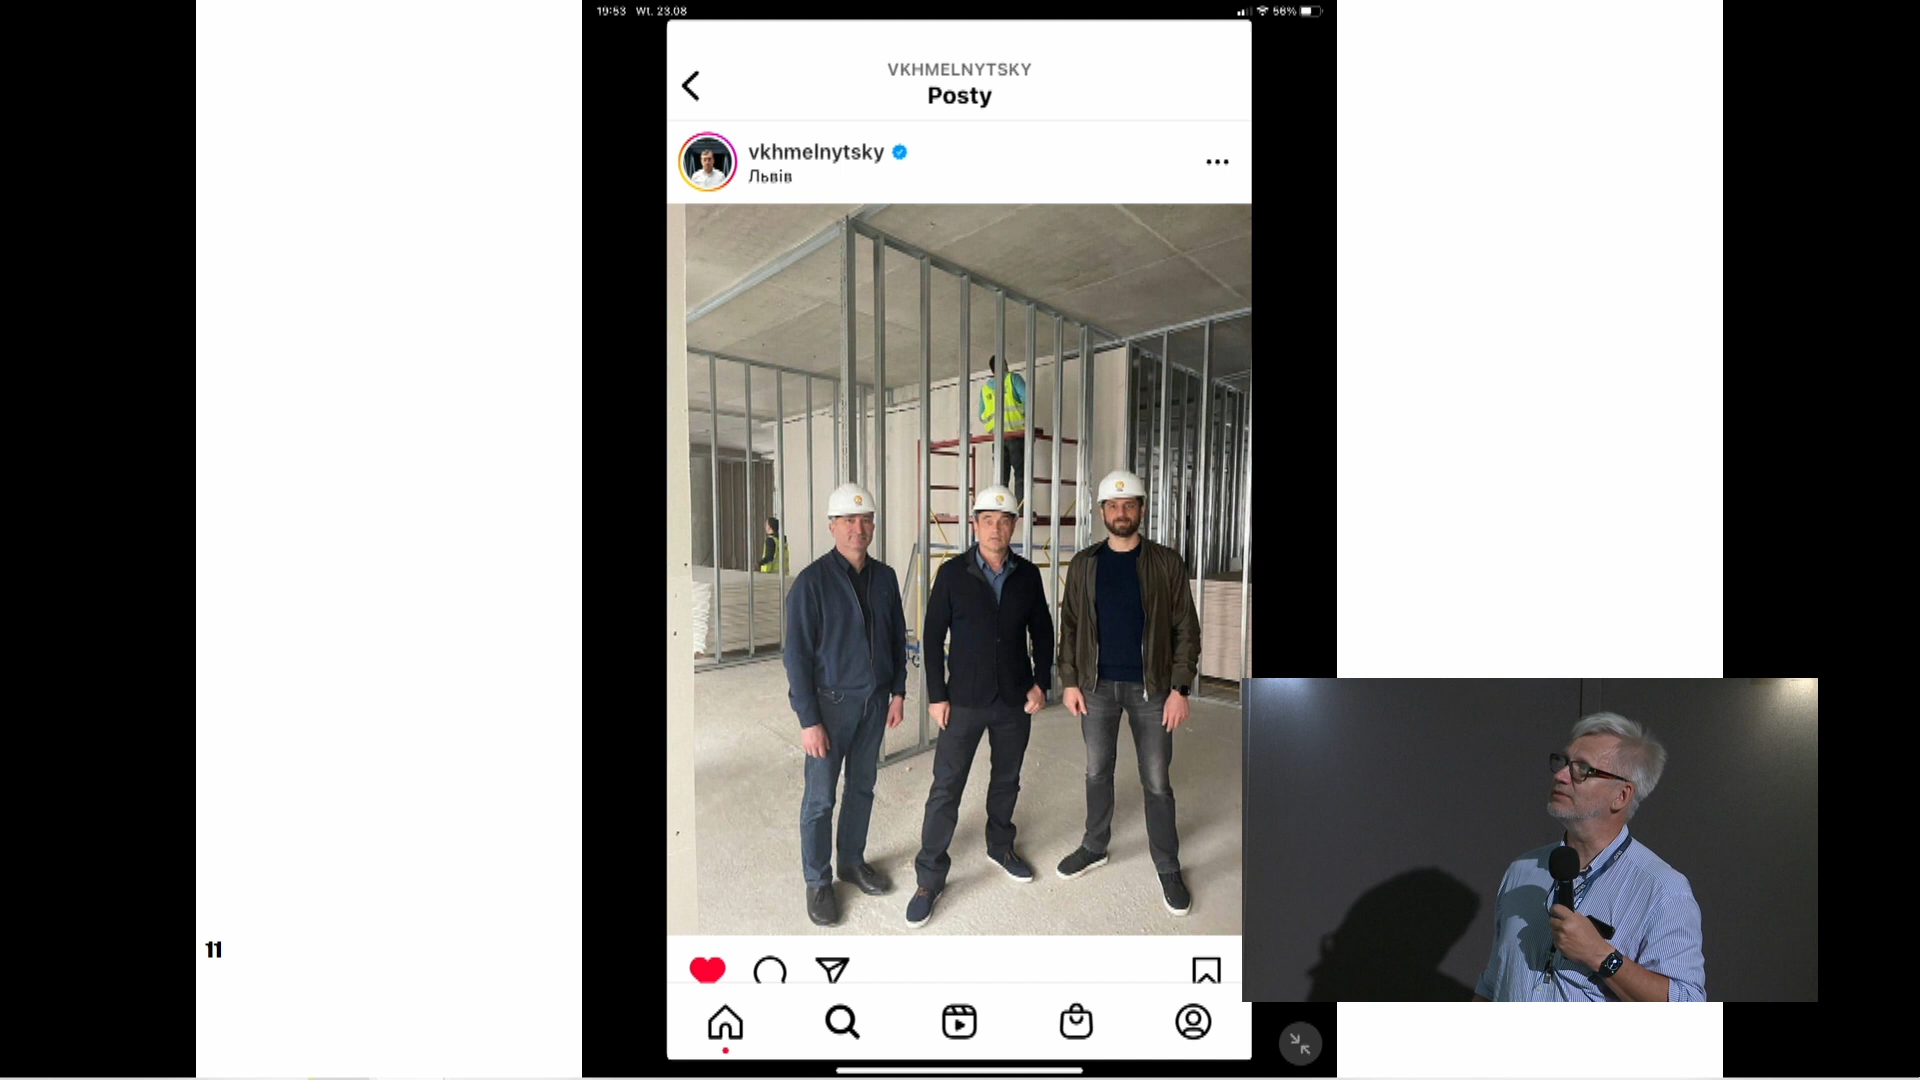 19:53 Wt. 23.08
56%
VKHMELNYTSKY
Posty
vkhmelnytsky
Львів
11